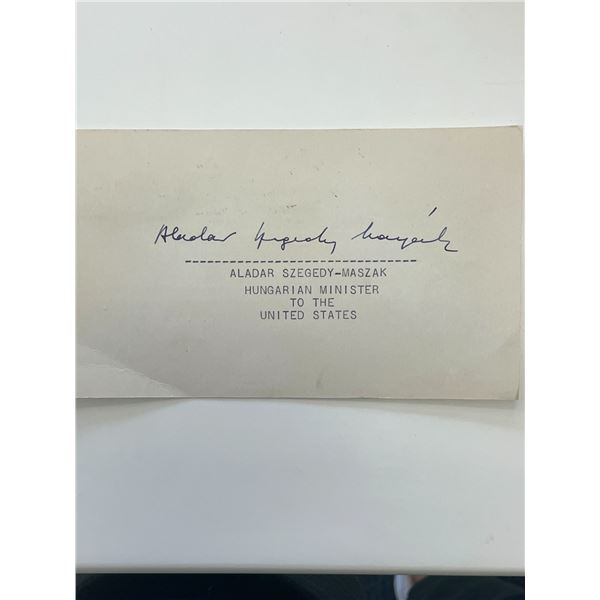 Aladar Szegedy Maszák
--------------------------------
ALADAR SZEGEDY-MASZAK
HUNGARIAN MINISTER
TO THE
UNITED STATES